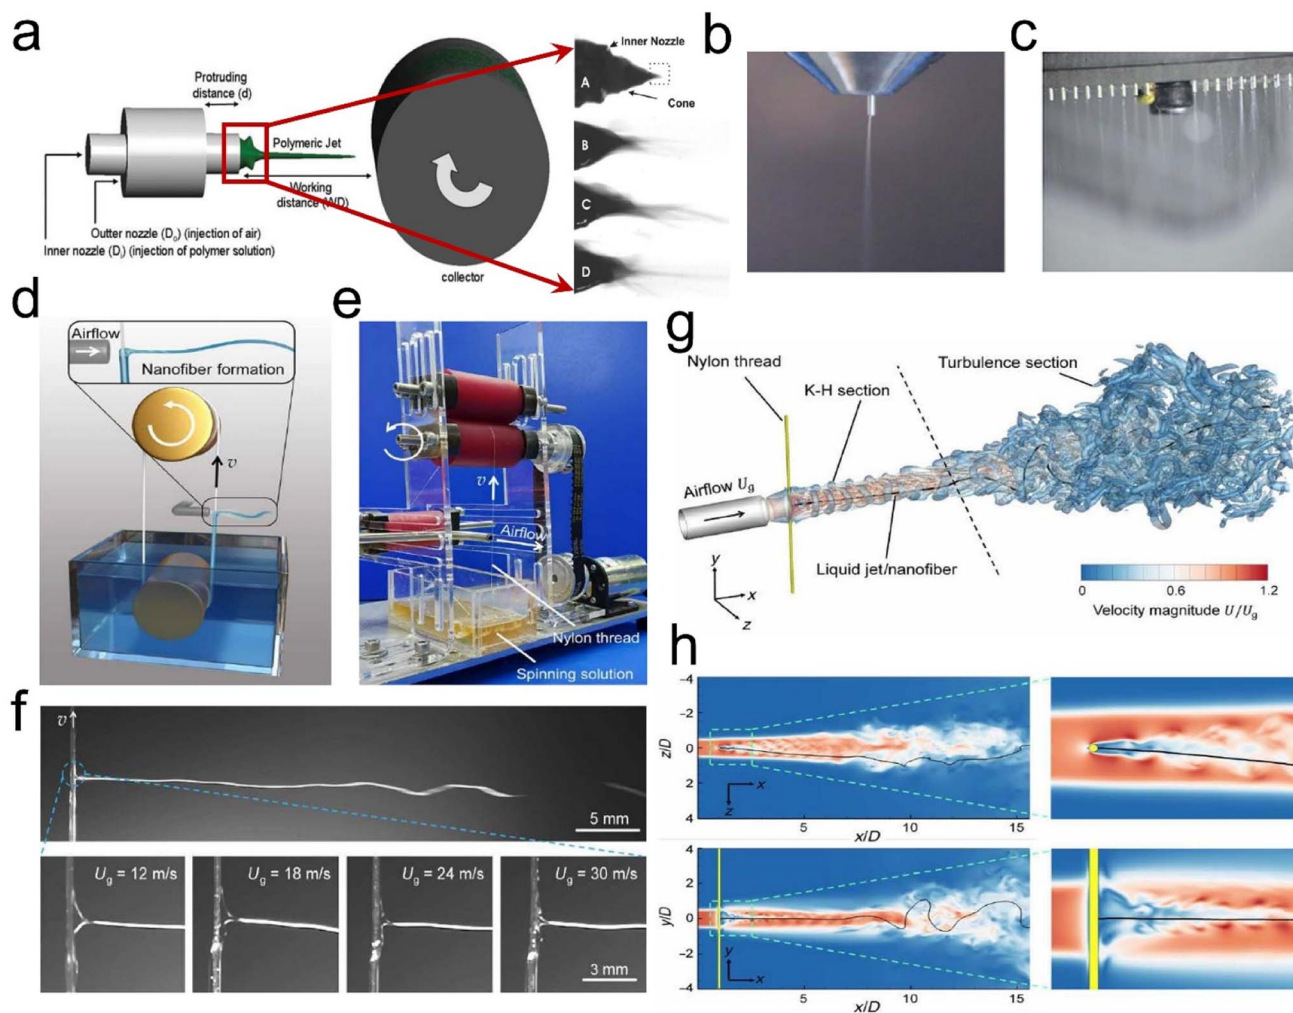 a
Protruding
distance (d)
Polymeric Jet
Working
distance (WD)
Outter nozzle (Do) (injection of air)
Inner nozzle (Di) (injection of polymer solution)
collector
Inner Nozzle
A
Cone
B
C
D
b
c
d
Airflow
Nanofiber formation
v
e
v
Airflow
Nylon thread
Spinning solution
f
v
5 mm
Ug = 12 m/s
Ug = 18 m/s
Ug = 24 m/s
Ug = 30 m/s
3 mm
g
Nylon thread
K-H section
Turbulence section
Airflow Ug
Liquid jet/nanofiber
y
x
z
0 0.6 1.2
Velocity magnitude U/Ug
h
-4
-2
0
2
4
z/D
x
z
5 10 15
x/D
4
2
0
-2
-4
y/D
y
x
5 10 15
x/D